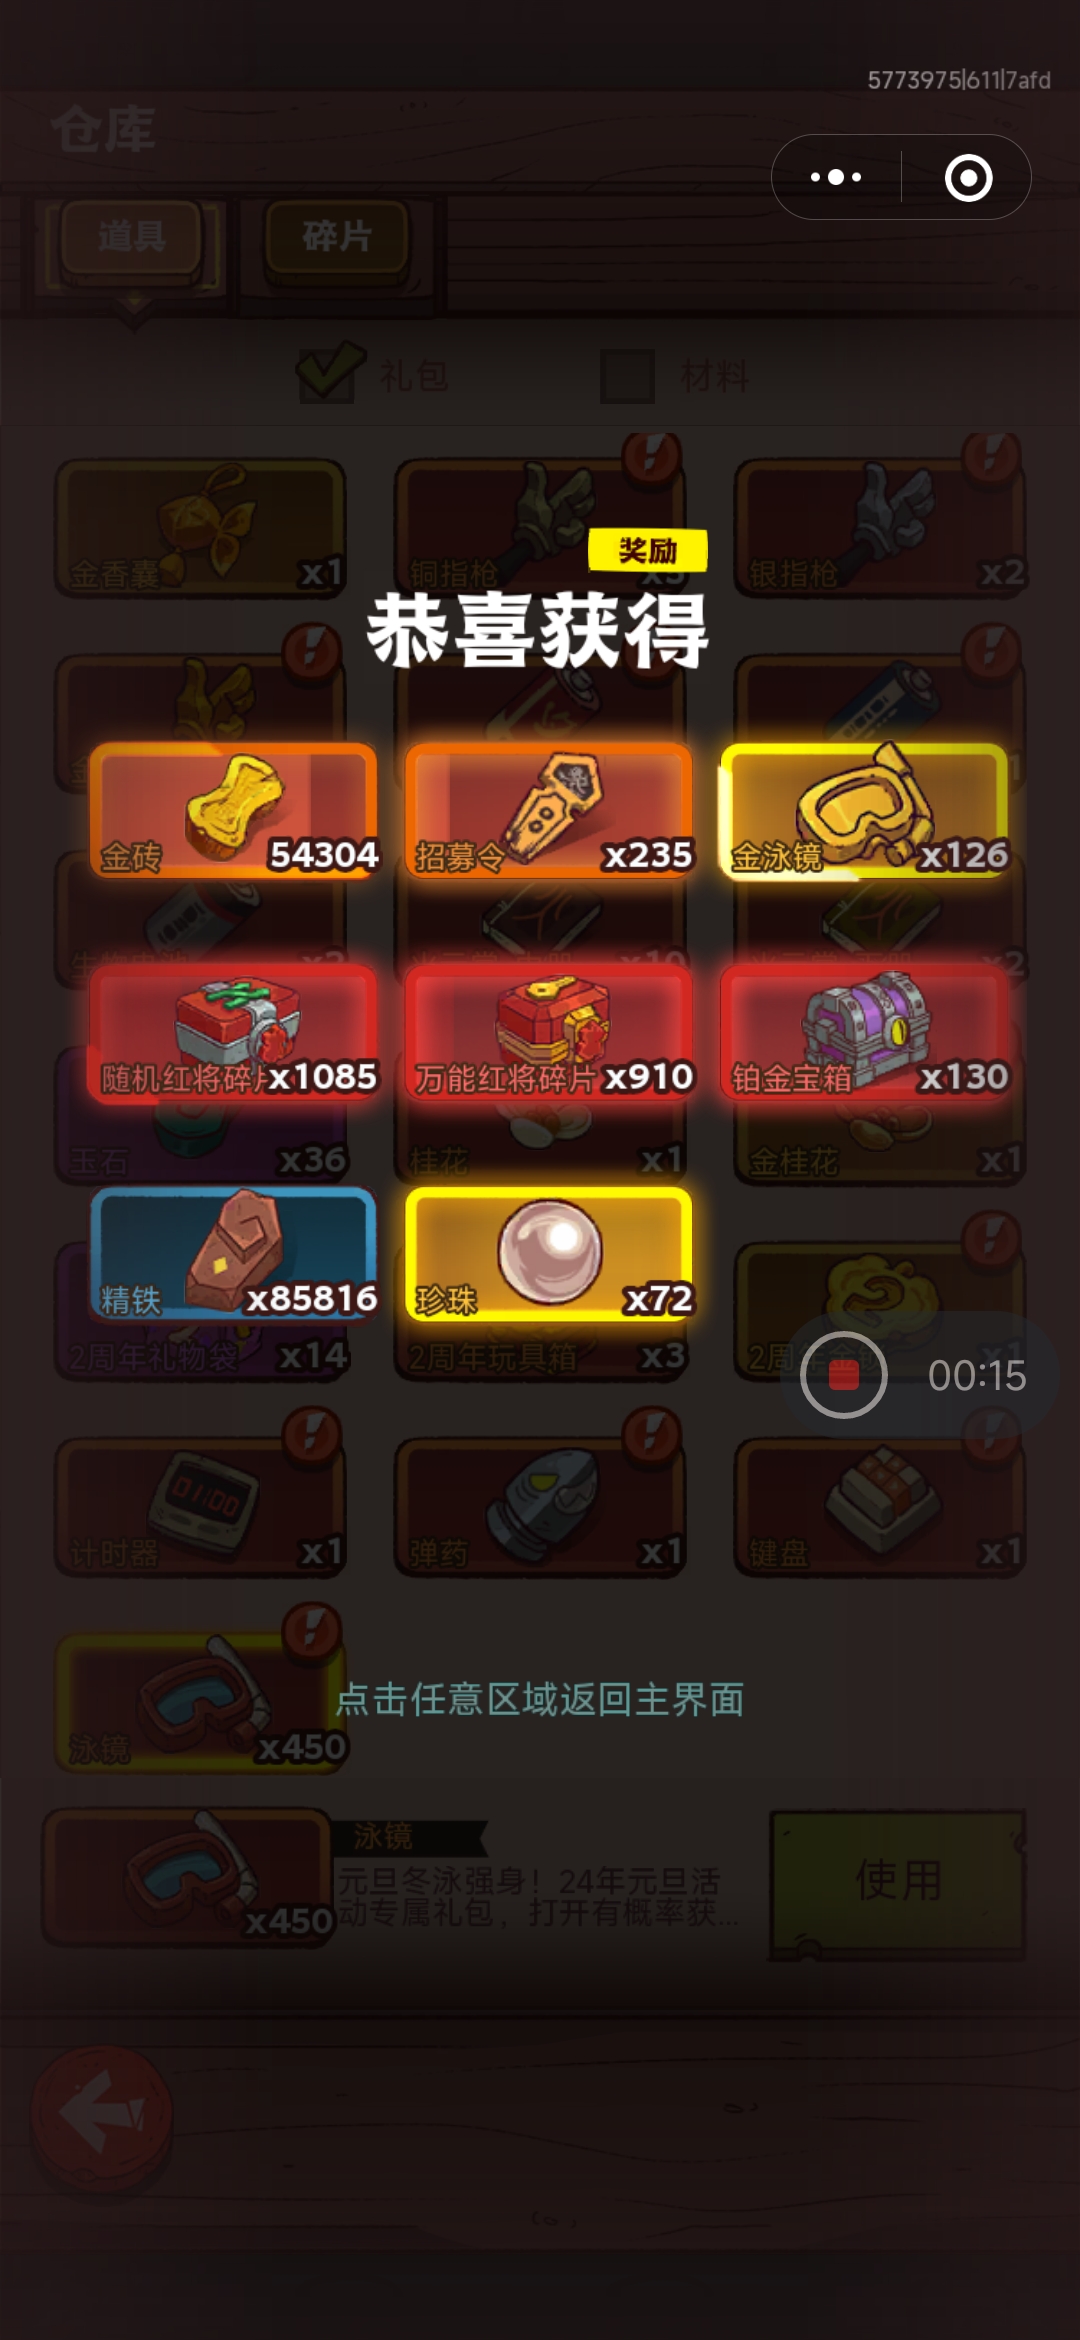 5773975|611|7afd
仓库
道具
碎片
礼包
材料
金香囊
x1
铜指枪
银指枪
x2
奖励
恭喜获得
金砖
54304
招募令
x235
金泳镜
x126
x10
x2
随机红将碎片
x1085
万能红将碎片
x910
铂金宝箱
x130
玉石
x36
桂花
x1
金桂花
x1
精铁
x85816
珍珠
x72
2周年礼物袋
x14
2周年玩具箱
x3
00:15
计时器
01:00
x1
弹药
x1
键盘
x1
泳镜
x450
点击任意区域返回主界面
泳镜
x450
元旦冬泳强身！24年元旦活
动专属礼包，打开有概率获...
使用